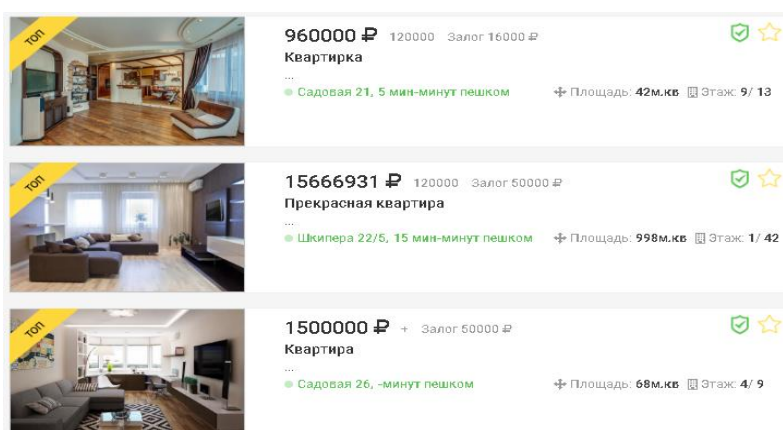 ТОП
960000 ₽ 120000 Залог 16000 ₽
Квартирка
...
Садовая 21, 5 мин-минут пешком Площадь: 42м.кв Этаж: 9/ 13
ТОП
15666931 ₽ 120000 Залог 50000 ₽
Прекрасная квартира
...
Шкипера 22/5, 15 мин-минут пешком Площадь: 998м.кв Этаж: 1/ 42
ТОП
1500000 ₽ + Залог 50000 ₽
Квартира
...
Садовая 26, -минут пешком Площадь: 68м.кв Этаж: 4/ 9